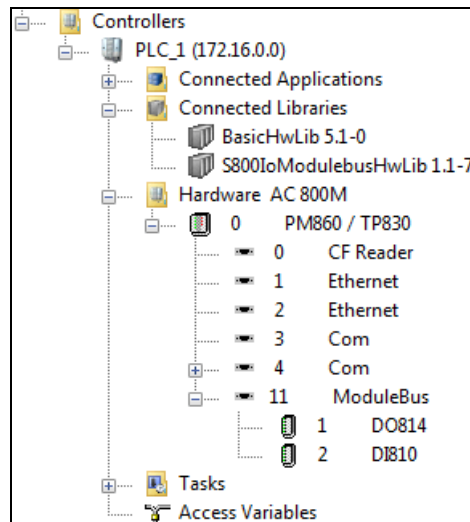 Controllers
PLC_1 (172.16.0.0)
Connected Applications
Connected Libraries
BasicHwLib 5.1-0
S800IoModulebusHwLib 1.1-7
Hardware AC 800M
0 PM860 / TP830
0 CF Reader
1 Ethernet
2 Ethernet
3 Com
4 Com
11 ModuleBus
1 DO814
2 DI810
Tasks
Access Variables